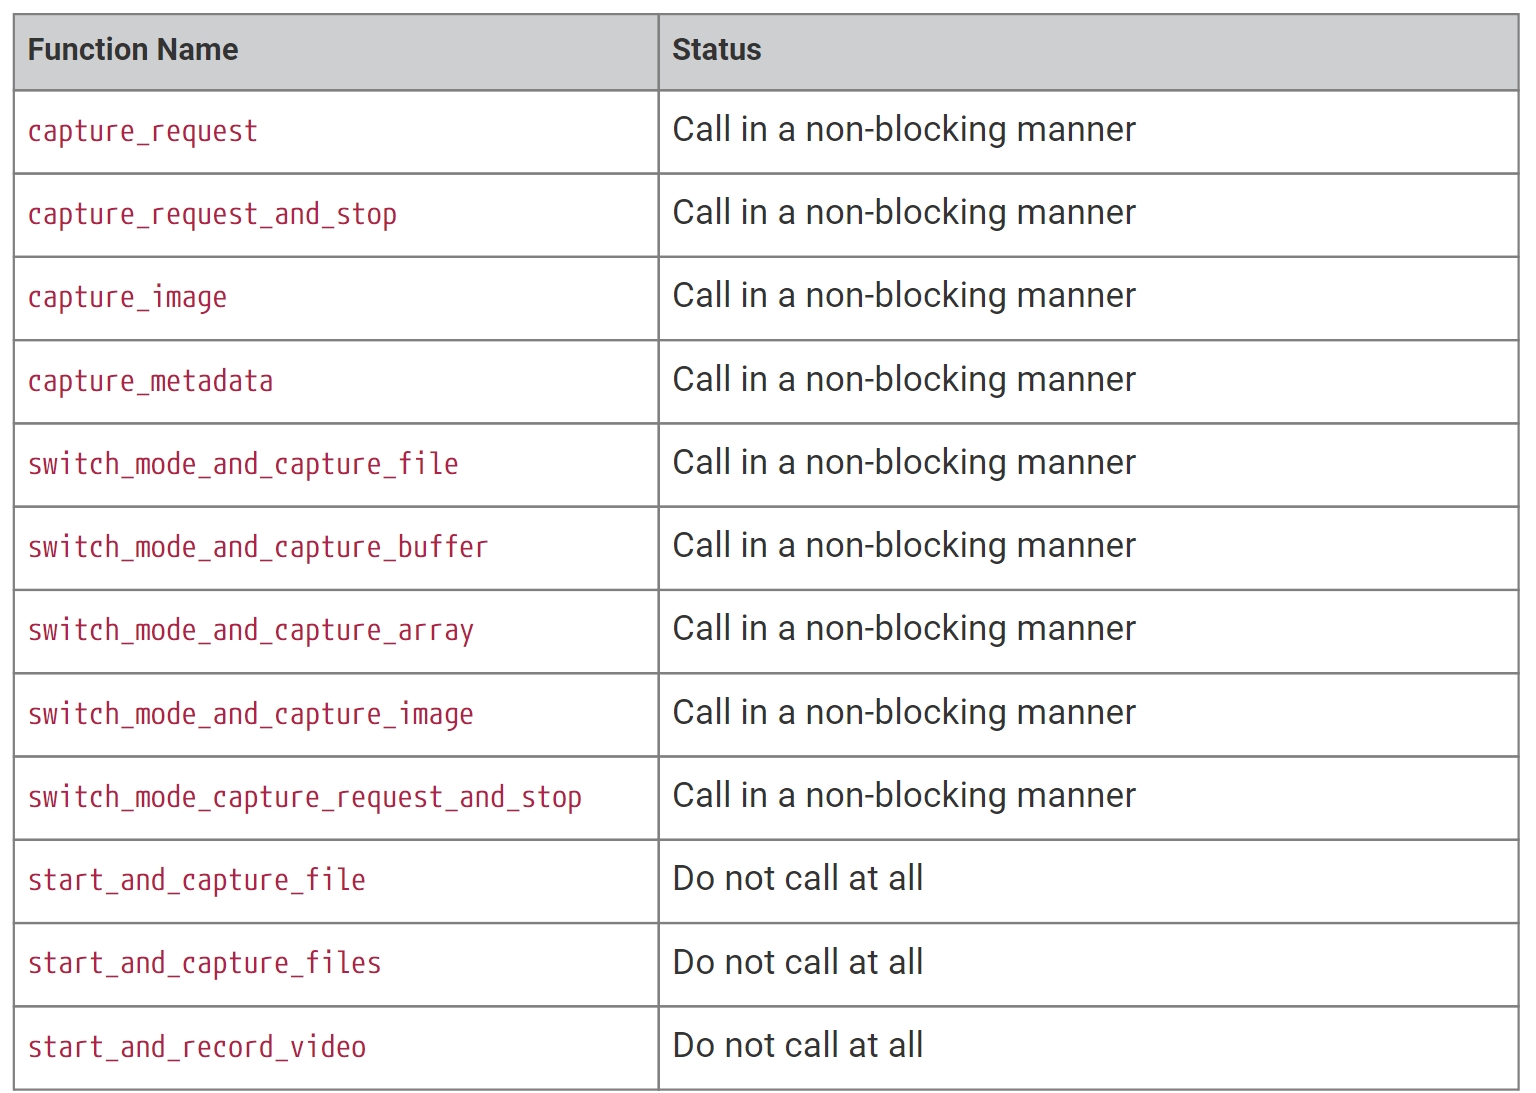 Function Name Status
capture_request Call in a non-blocking manner
capture_request_and_stop Call in a non-blocking manner
capture_image Call in a non-blocking manner
capture_metadata Call in a non-blocking manner
switch_mode_and_capture_file Call in a non-blocking manner
switch_mode_and_capture_buffer Call in a non-blocking manner
switch_mode_and_capture_array Call in a non-blocking manner
switch_mode_and_capture_image Call in a non-blocking manner
switch_mode_capture_request_and_stop Call in a non-blocking manner
start_and_capture_file Do not call at all
start_and_capture_files Do not call at all
start_and_record_video Do not call at all